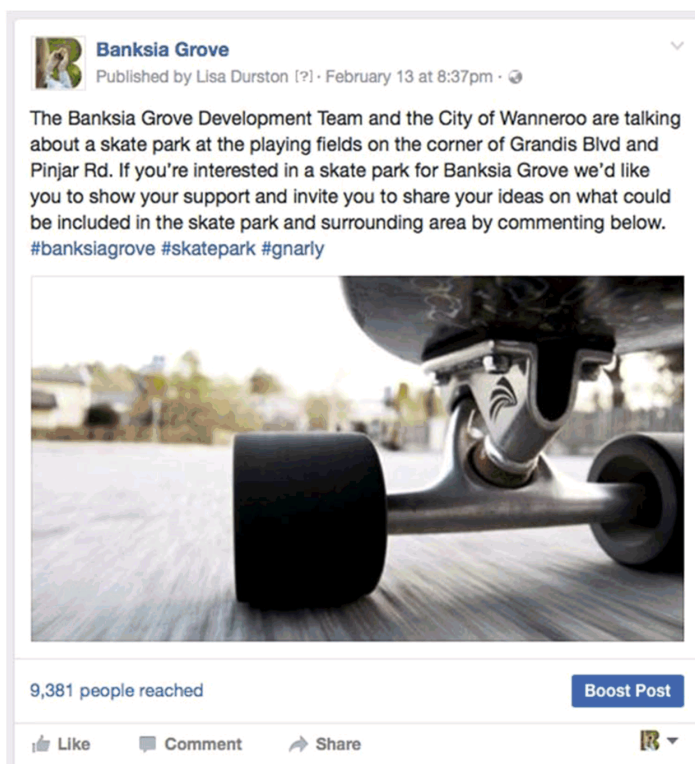 Banksia Grove
Published by Lisa Durston [?] · February 13 at 8:37pm ·
The Banksia Grove Development Team and the City of Wanneroo are talking
about a skate park at the playing fields on the corner of Grandis Blvd and
Pinjar Rd. If you're interested in a skate park for Banksia Grove we'd like
you to show your support and invite you to share your ideas on what could
be included in the skate park and surrounding area by commenting below.
#banksiagrove #skatepark #gnarly
9,381 people reached
Boost Post
Like Comment Share